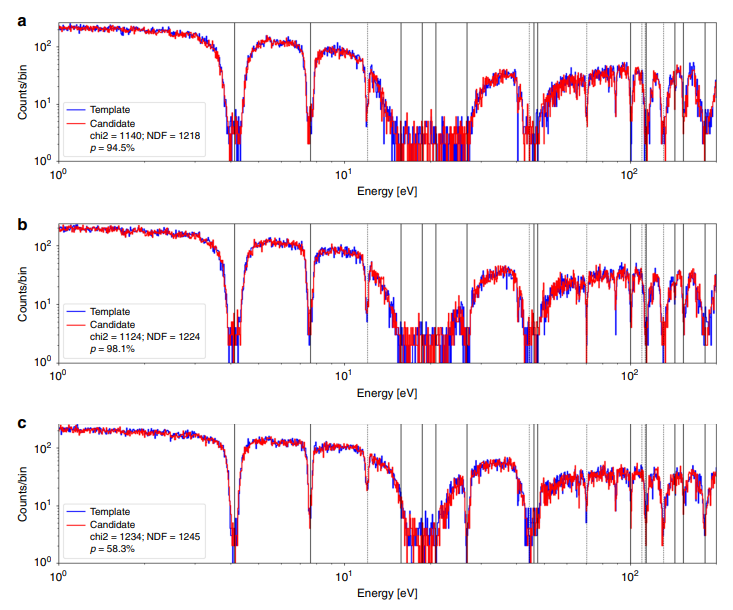 a
10²
10¹
10⁰
Counts/bin
Template
Candidate
chi2 = 1140; NDF = 1218
p = 94.5%
10⁰ 10¹ 10²
Energy [eV]
b
10²
10¹
10⁰
Counts/bin
Template
Candidate
chi2 = 1124; NDF = 1224
p = 98.1%
10⁰ 10¹ 10²
Energy [eV]
c
10²
10¹
10⁰
Counts/bin
Template
Candidate
chi2 = 1234; NDF = 1245
p = 58.3%
10⁰ 10¹ 10²
Energy [eV]